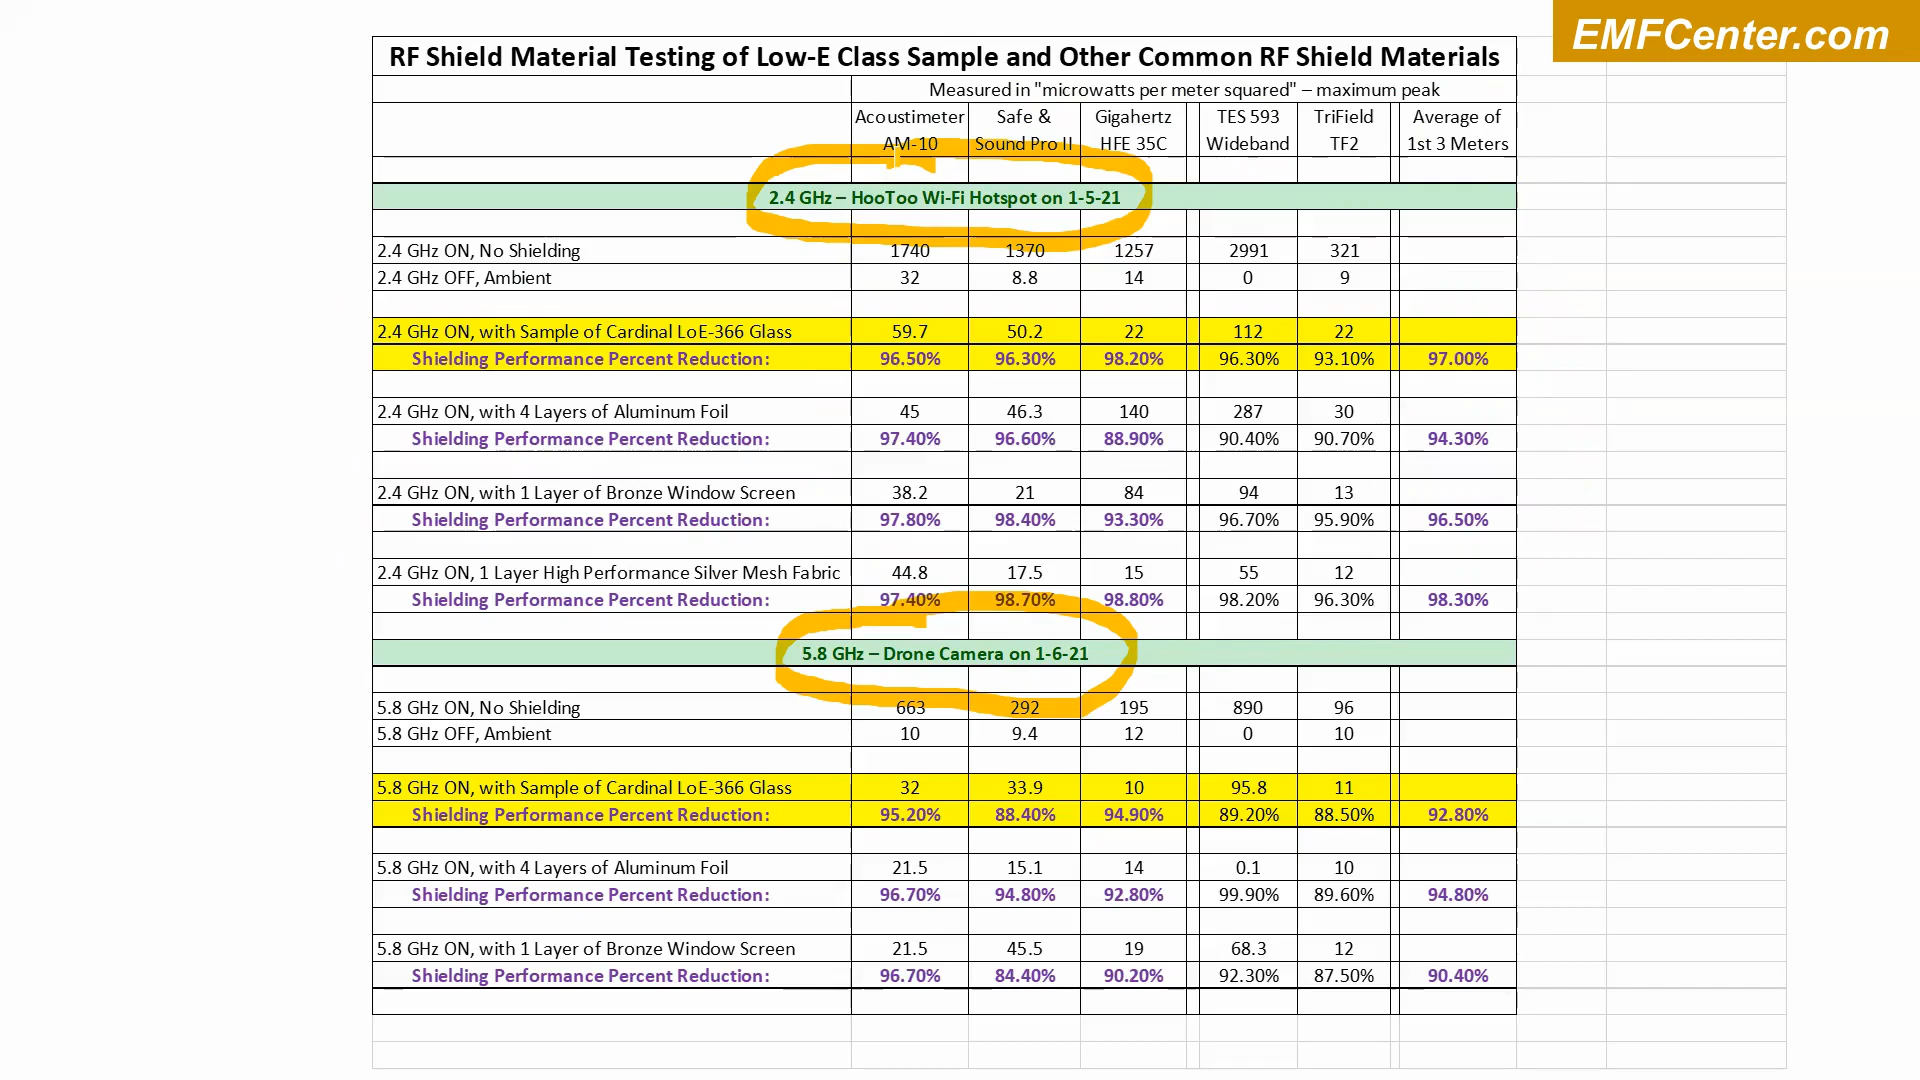 EMFCenter.com
RF Shield Material Testing of Low-E Class Sample and Other Common RF Shield Materials
Measured in "microwatts per meter squared" – maximum peak
Acoustimeter AM-10 Safe & Sound Pro II Gigahertz HFE 35C TES 593 Wideband TriField TF2 Average of 1st 3 Meters
2.4 GHz – HooToo Wi-Fi Hotspot on 1-5-21
2.4 GHz ON, No Shielding 1740 1370 1257 2991 321
2.4 GHz OFF, Ambient 32 8.8 14 0 9
2.4 GHz ON, with Sample of Cardinal LoE-366 Glass 59.7 50.2 22 112 22
Shielding Performance Percent Reduction: 96.50% 96.30% 98.20% 96.30% 93.10% 97.00%
2.4 GHz ON, with 4 Layers of Aluminum Foil 45 46.3 140 287 30
Shielding Performance Percent Reduction: 97.40% 96.60% 88.90% 90.40% 90.70% 94.30%
2.4 GHz ON, with 1 Layer of Bronze Window Screen 38.2 21 84 94 13
Shielding Performance Percent Reduction: 97.80% 98.40% 93.30% 96.70% 95.90% 96.50%
2.4 GHz ON, 1 Layer High Performance Silver Mesh Fabric 44.8 17.5 15 55 12
Shielding Performance Percent Reduction: 97.40% 98.70% 98.80% 98.20% 96.30% 98.30%
5.8 GHz – Drone Camera on 1-6-21
5.8 GHz ON, No Shielding 663 292 195 890 96
5.8 GHz OFF, Ambient 10 9.4 12 0 10
5.8 GHz ON, with Sample of Cardinal LoE-366 Glass 32 33.9 10 95.8 11
Shielding Performance Percent Reduction: 95.20% 88.40% 94.90% 89.20% 88.50% 92.80%
5.8 GHz ON, with 4 Layers of Aluminum Foil 21.5 15.1 14 0.1 10
Shielding Performance Percent Reduction: 96.70% 94.80% 92.80% 99.90% 89.60% 94.80%
5.8 GHz ON, with 1 Layer of Bronze Window Screen 21.5 45.5 19 68.3 12
Shielding Performance Percent Reduction: 96.70% 84.40% 90.20% 92.30% 87.50% 90.40%